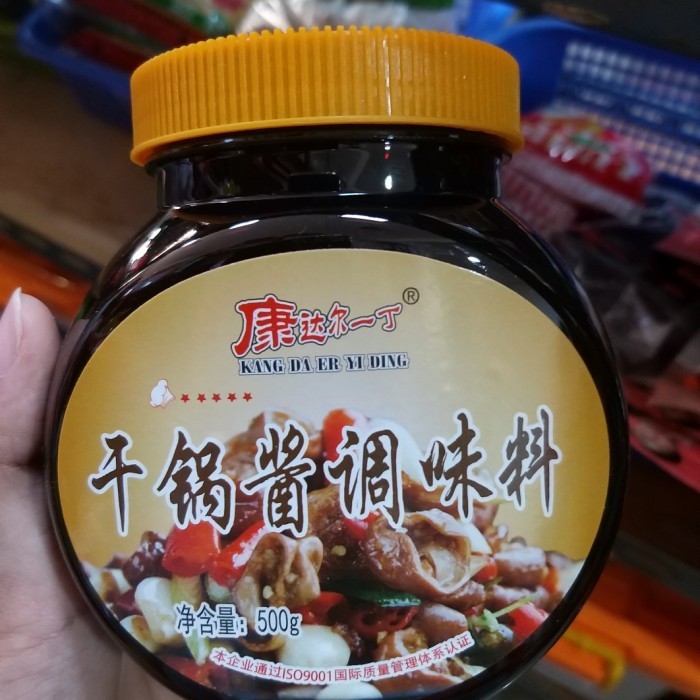 康达尔一丁®
KANG DA ER YI DING
干锅酱调味料
净含量：500g
本企业通过ISO9001国际质量管理体系认证